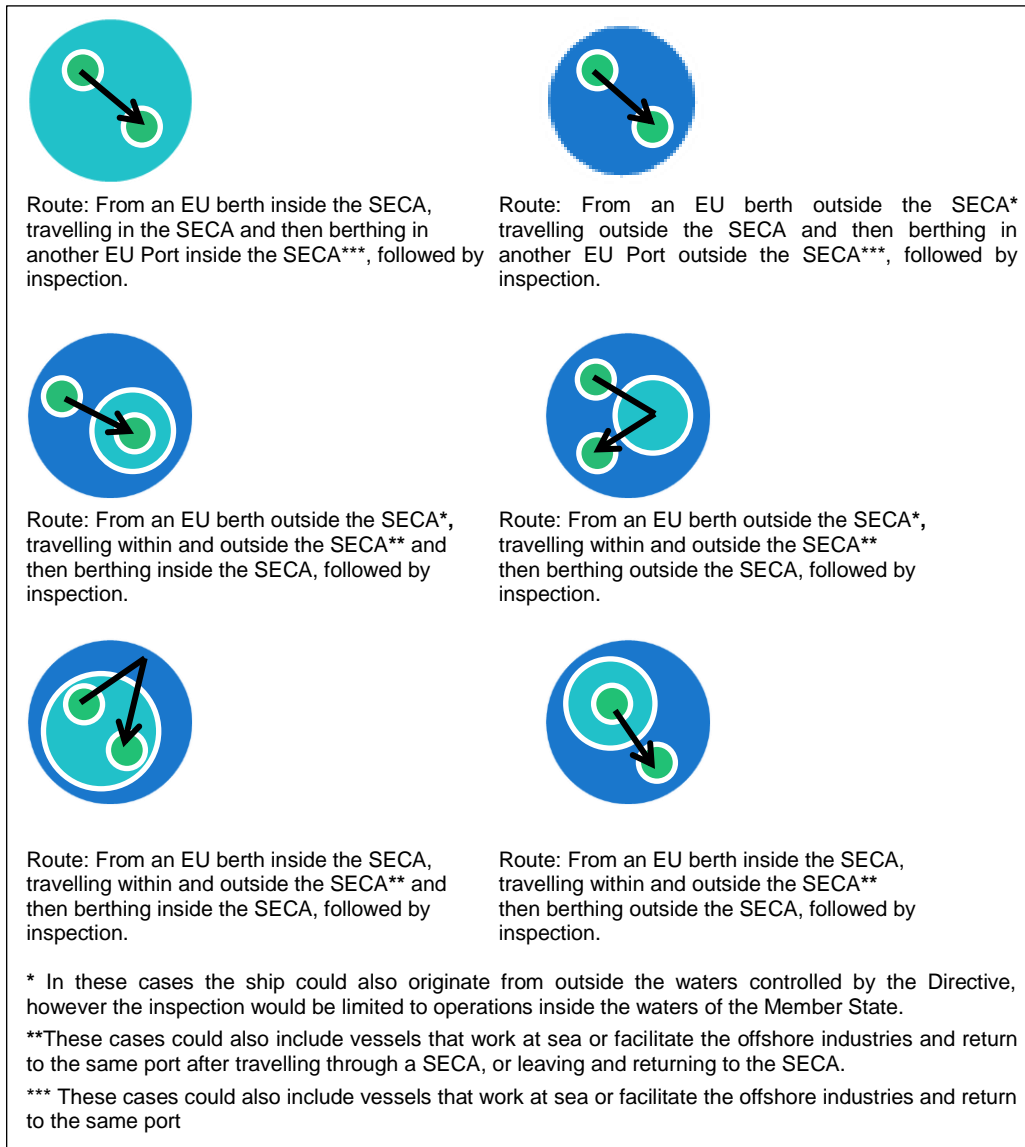 Route: From an EU berth inside the SECA,
travelling in the SECA and then berthing in
another EU Port inside the SECA***, followed by
inspection.
Route: From an EU berth outside the SECA*
travelling outside the SECA and then berthing in
another EU Port outside the SECA***, followed by
inspection.
Route: From an EU berth outside the SECA*,
travelling within and outside the SECA** and
then berthing inside the SECA, followed by
inspection.
Route: From an EU berth outside the SECA*,
travelling within and outside the SECA**
then berthing outside the SECA, followed by
inspection.
Route: From an EU berth inside the SECA,
travelling within and outside the SECA** and
then berthing inside the SECA, followed by
inspection.
Route: From an EU berth inside the SECA,
travelling within and outside the SECA**
then berthing outside the SECA, followed by
inspection.
* In these cases the ship could also originate from outside the waters controlled by the Directive,
however the inspection would be limited to operations inside the waters of the Member State.
**These cases could also include vessels that work at sea or facilitate the offshore industries and return
to the same port after travelling through a SECA, or leaving and returning to the SECA.
*** These cases could also include vessels that work at sea or facilitate the offshore industries and return
to the same port